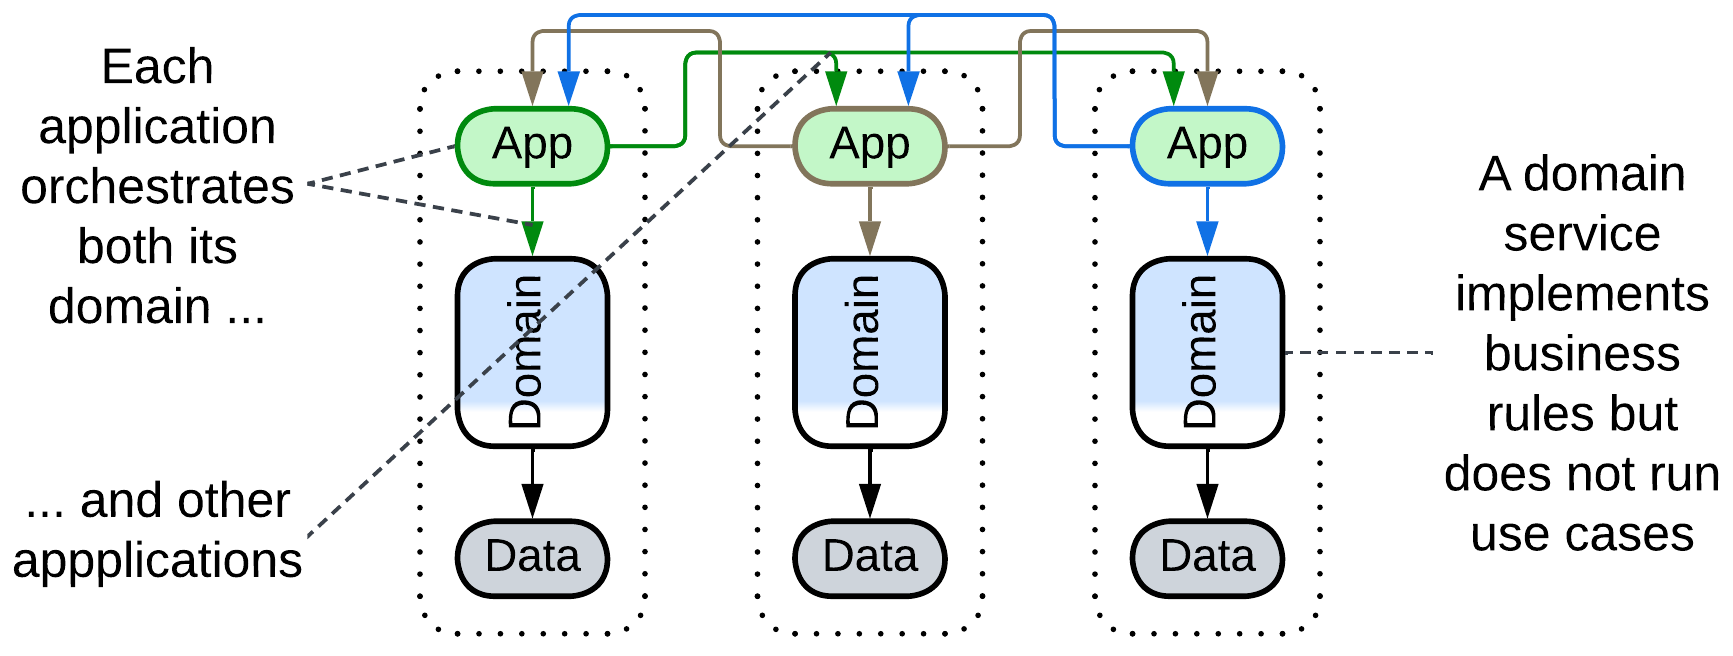 Each
application
orchestrates
both its
domain ...
... and other
appplications
App
App
App
Domain
Domain
Domain
Data
Data
Data
A domain
service
implements
business
rules but
does not run
use cases